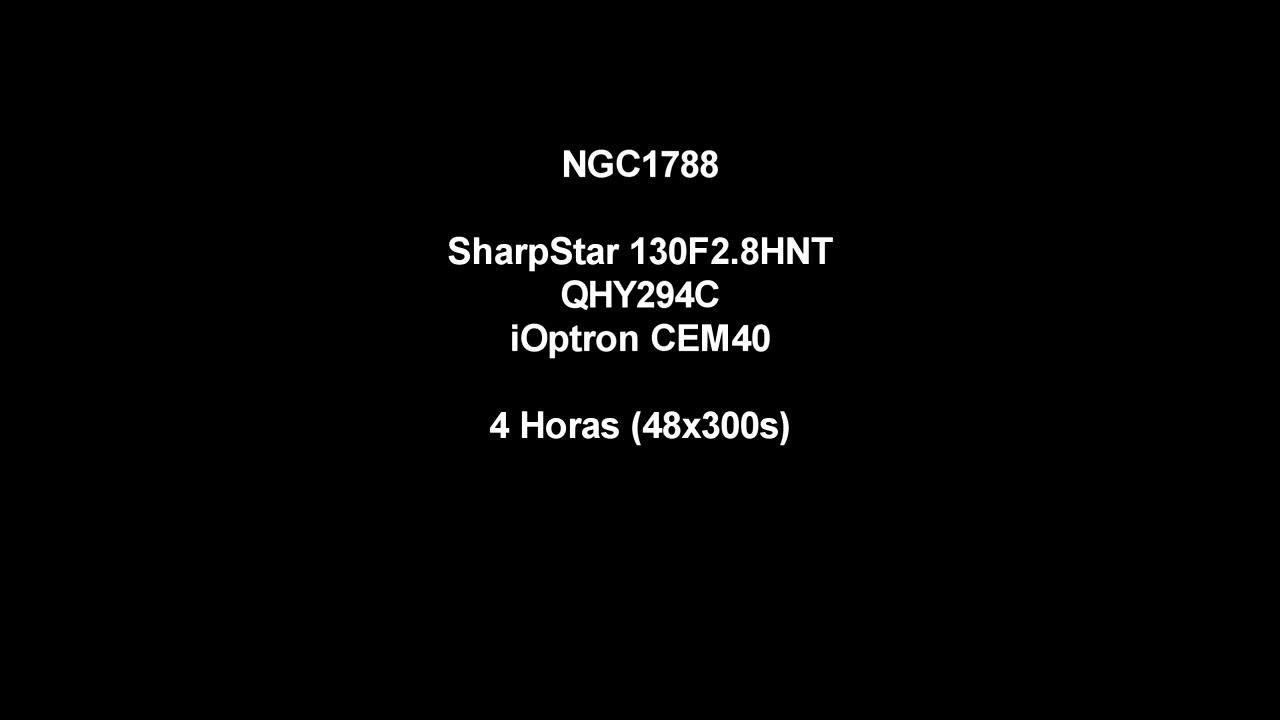 NGC1788
SharpStar 130F2.8HNT
QHY294C
iOptron CEM40
4 Horas (48x300s)